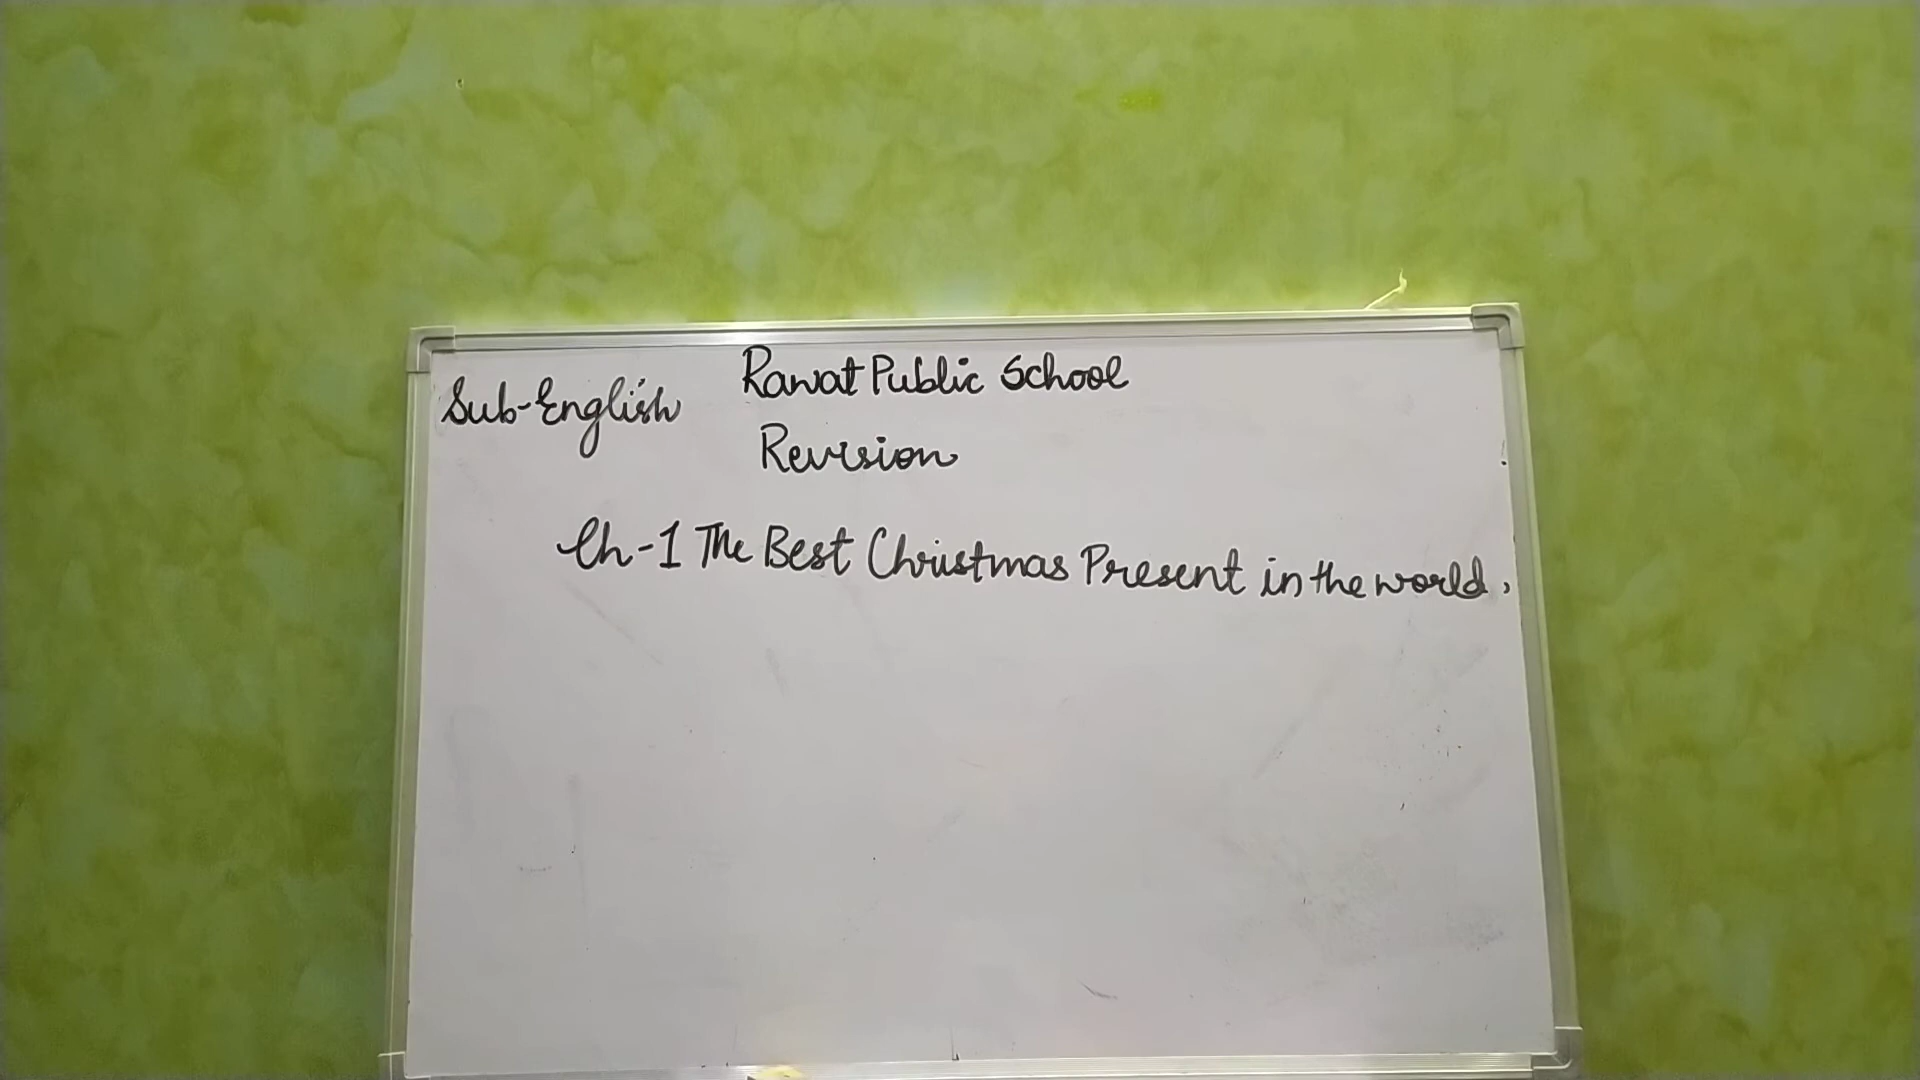 Rawat Public School
Sub-English
Revision
Ch-1 The Best Christmas Present in the world.